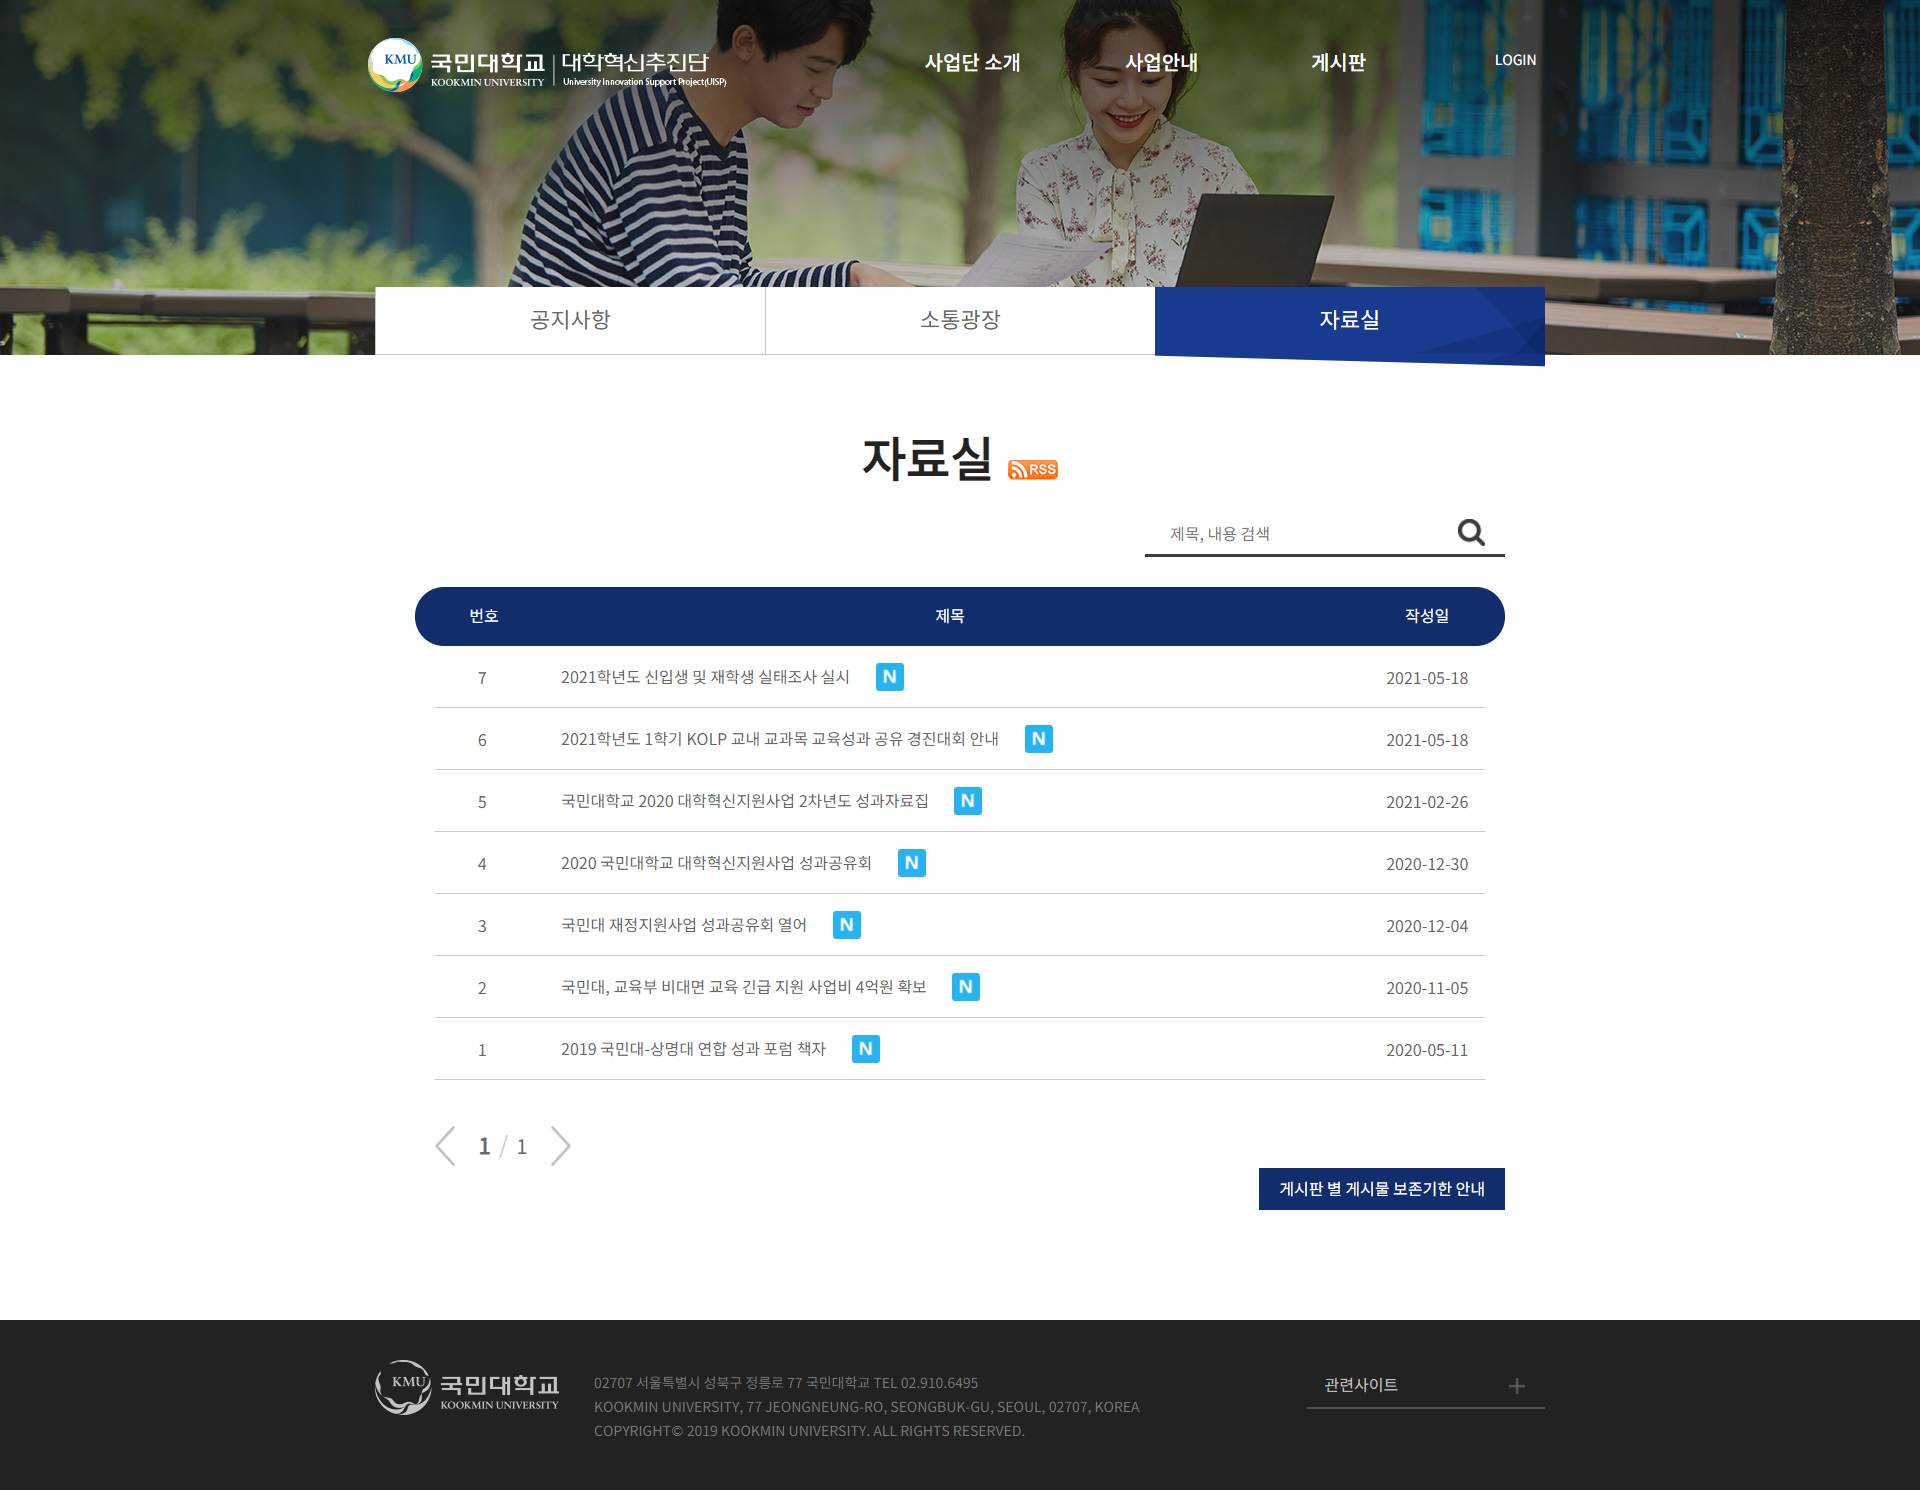 KMU 국민대학교 KOOKMIN UNIVERSITY 대학혁신추진단 University Innovation Support Project(UISP)
사업단 소개 사업안내 게시판 LOGIN
공지사항 소통광장 자료실
자료실 RSS
제목, 내용 검색
번호 제목 작성일
7 2021학년도 신입생 및 재학생 실태조사 실시 N 2021-05-18
6 2021학년도 1학기 KOLP 교내 교과목 교육성과 공유 경진대회 안내 N 2021-05-18
5 국민대학교 2020 대학혁신지원사업 2차년도 성과자료집 N 2021-02-26
4 2020 국민대학교 대학혁신지원사업 성과공유회 N 2020-12-30
3 국민대 재정지원사업 성과공유회 열어 N 2020-12-04
2 국민대, 교육부 비대면 교육 긴급 지원 사업비 4억원 확보 N 2020-11-05
1 2019 국민대-상명대 연합 성과 포럼 책자 N 2020-05-11
1 / 1
게시판 별 게시물 보존기한 안내
KMU 국민대학교 KOOKMIN UNIVERSITY
02707 서울특별시 성북구 정릉로 77 국민대학교 TEL 02.910.6495
KOOKMIN UNIVERSITY, 77 JEONGNEUNG-RO, SEONGBUK-GU, SEOUL, 02707, KOREA
COPYRIGHT© 2019 KOOKMIN UNIVERSITY. ALL RIGHTS RESERVED.
관련사이트